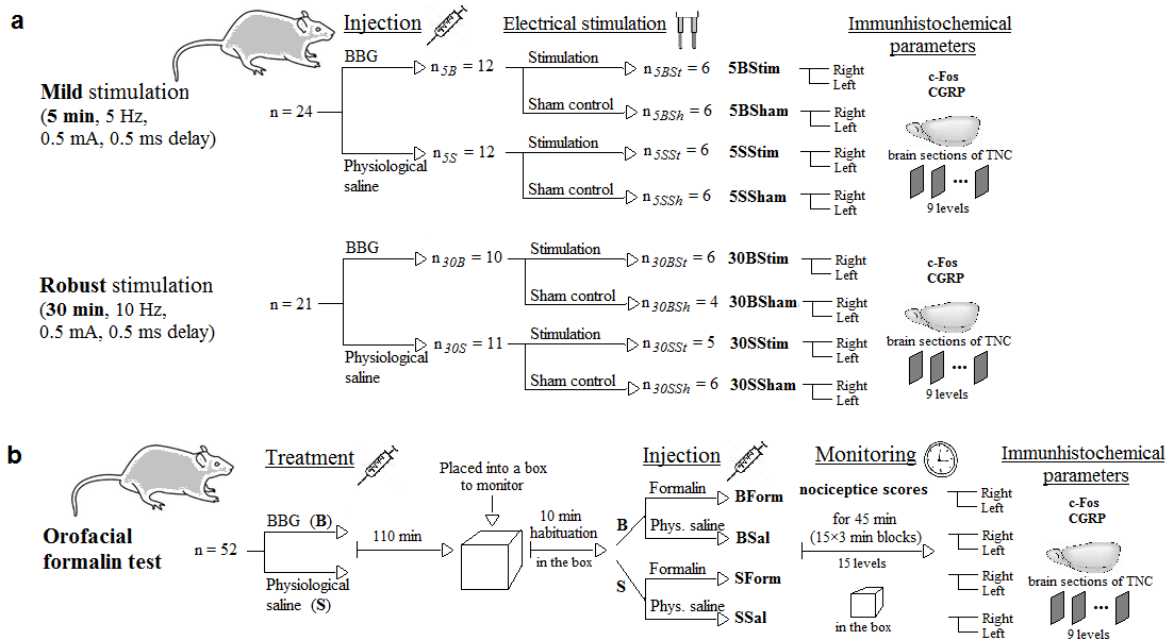 a
Injection
Electrical stimulation
Immunhistochemical
parameters
Mild stimulation
(5 min, 5 Hz,
0.5 mA, 0.5 ms delay)
n = 24
BBG
n5B = 12
Physiological
saline
n5S = 12
Stimulation
n5BSt = 6 5BStim
Right
Left
Sham control
n5BSh = 6 5BSham
Right
Left
Stimulation
n5SSt = 6 5SStim
Right
Left
Sham control
n5SSh = 6 5SSham
Right
Left
c-Fos
CGRP
brain sections of TNC
9 levels
Robust stimulation
(30 min, 10 Hz,
0.5 mA, 0.5 ms delay)
n = 21
BBG
n30B = 10
Physiological
saline
n30S = 11
Stimulation
n30BSt = 6 30BStim
Right
Left
Sham control
n30BSh = 4 30BSham
Right
Left
Stimulation
n30SSt = 5 30SStim
Right
Left
Sham control
n30SSh = 6 30SSham
Right
Left
c-Fos
CGRP
brain sections of TNC
9 levels
b
Treatment
Injection
Monitoring
Immunhistochemical
parameters
Orofacial
formalin test
n = 52
BBG (B)
Physiological
saline (S)
110 min
Placed into a box
to monitor
10 min
habituation
in the box
B
S
Formalin
BForm
Phys. saline
BSal
Formalin
SForm
Phys. saline
SSal
nociceptice scores
for 45 min
(15×3 min blocks)
15 levels
in the box
Right
Left
Right
Left
Right
Left
Right
Left
c-Fos
CGRP
brain sections of TNC
9 levels